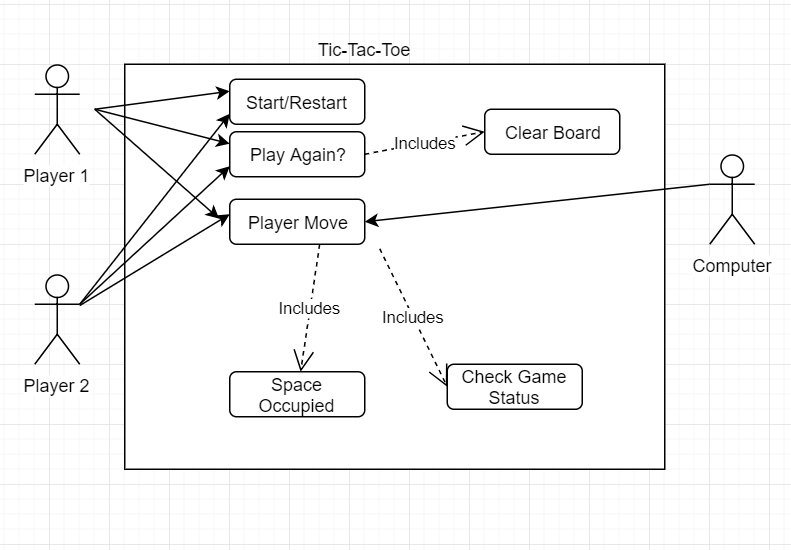 Tic-Tac-Toe
Start/Restart
Play Again?
Includes
Clear Board
Player 1
Player Move
Computer
Includes
Includes
Player 2
Space
Occupied
Check Game
Status